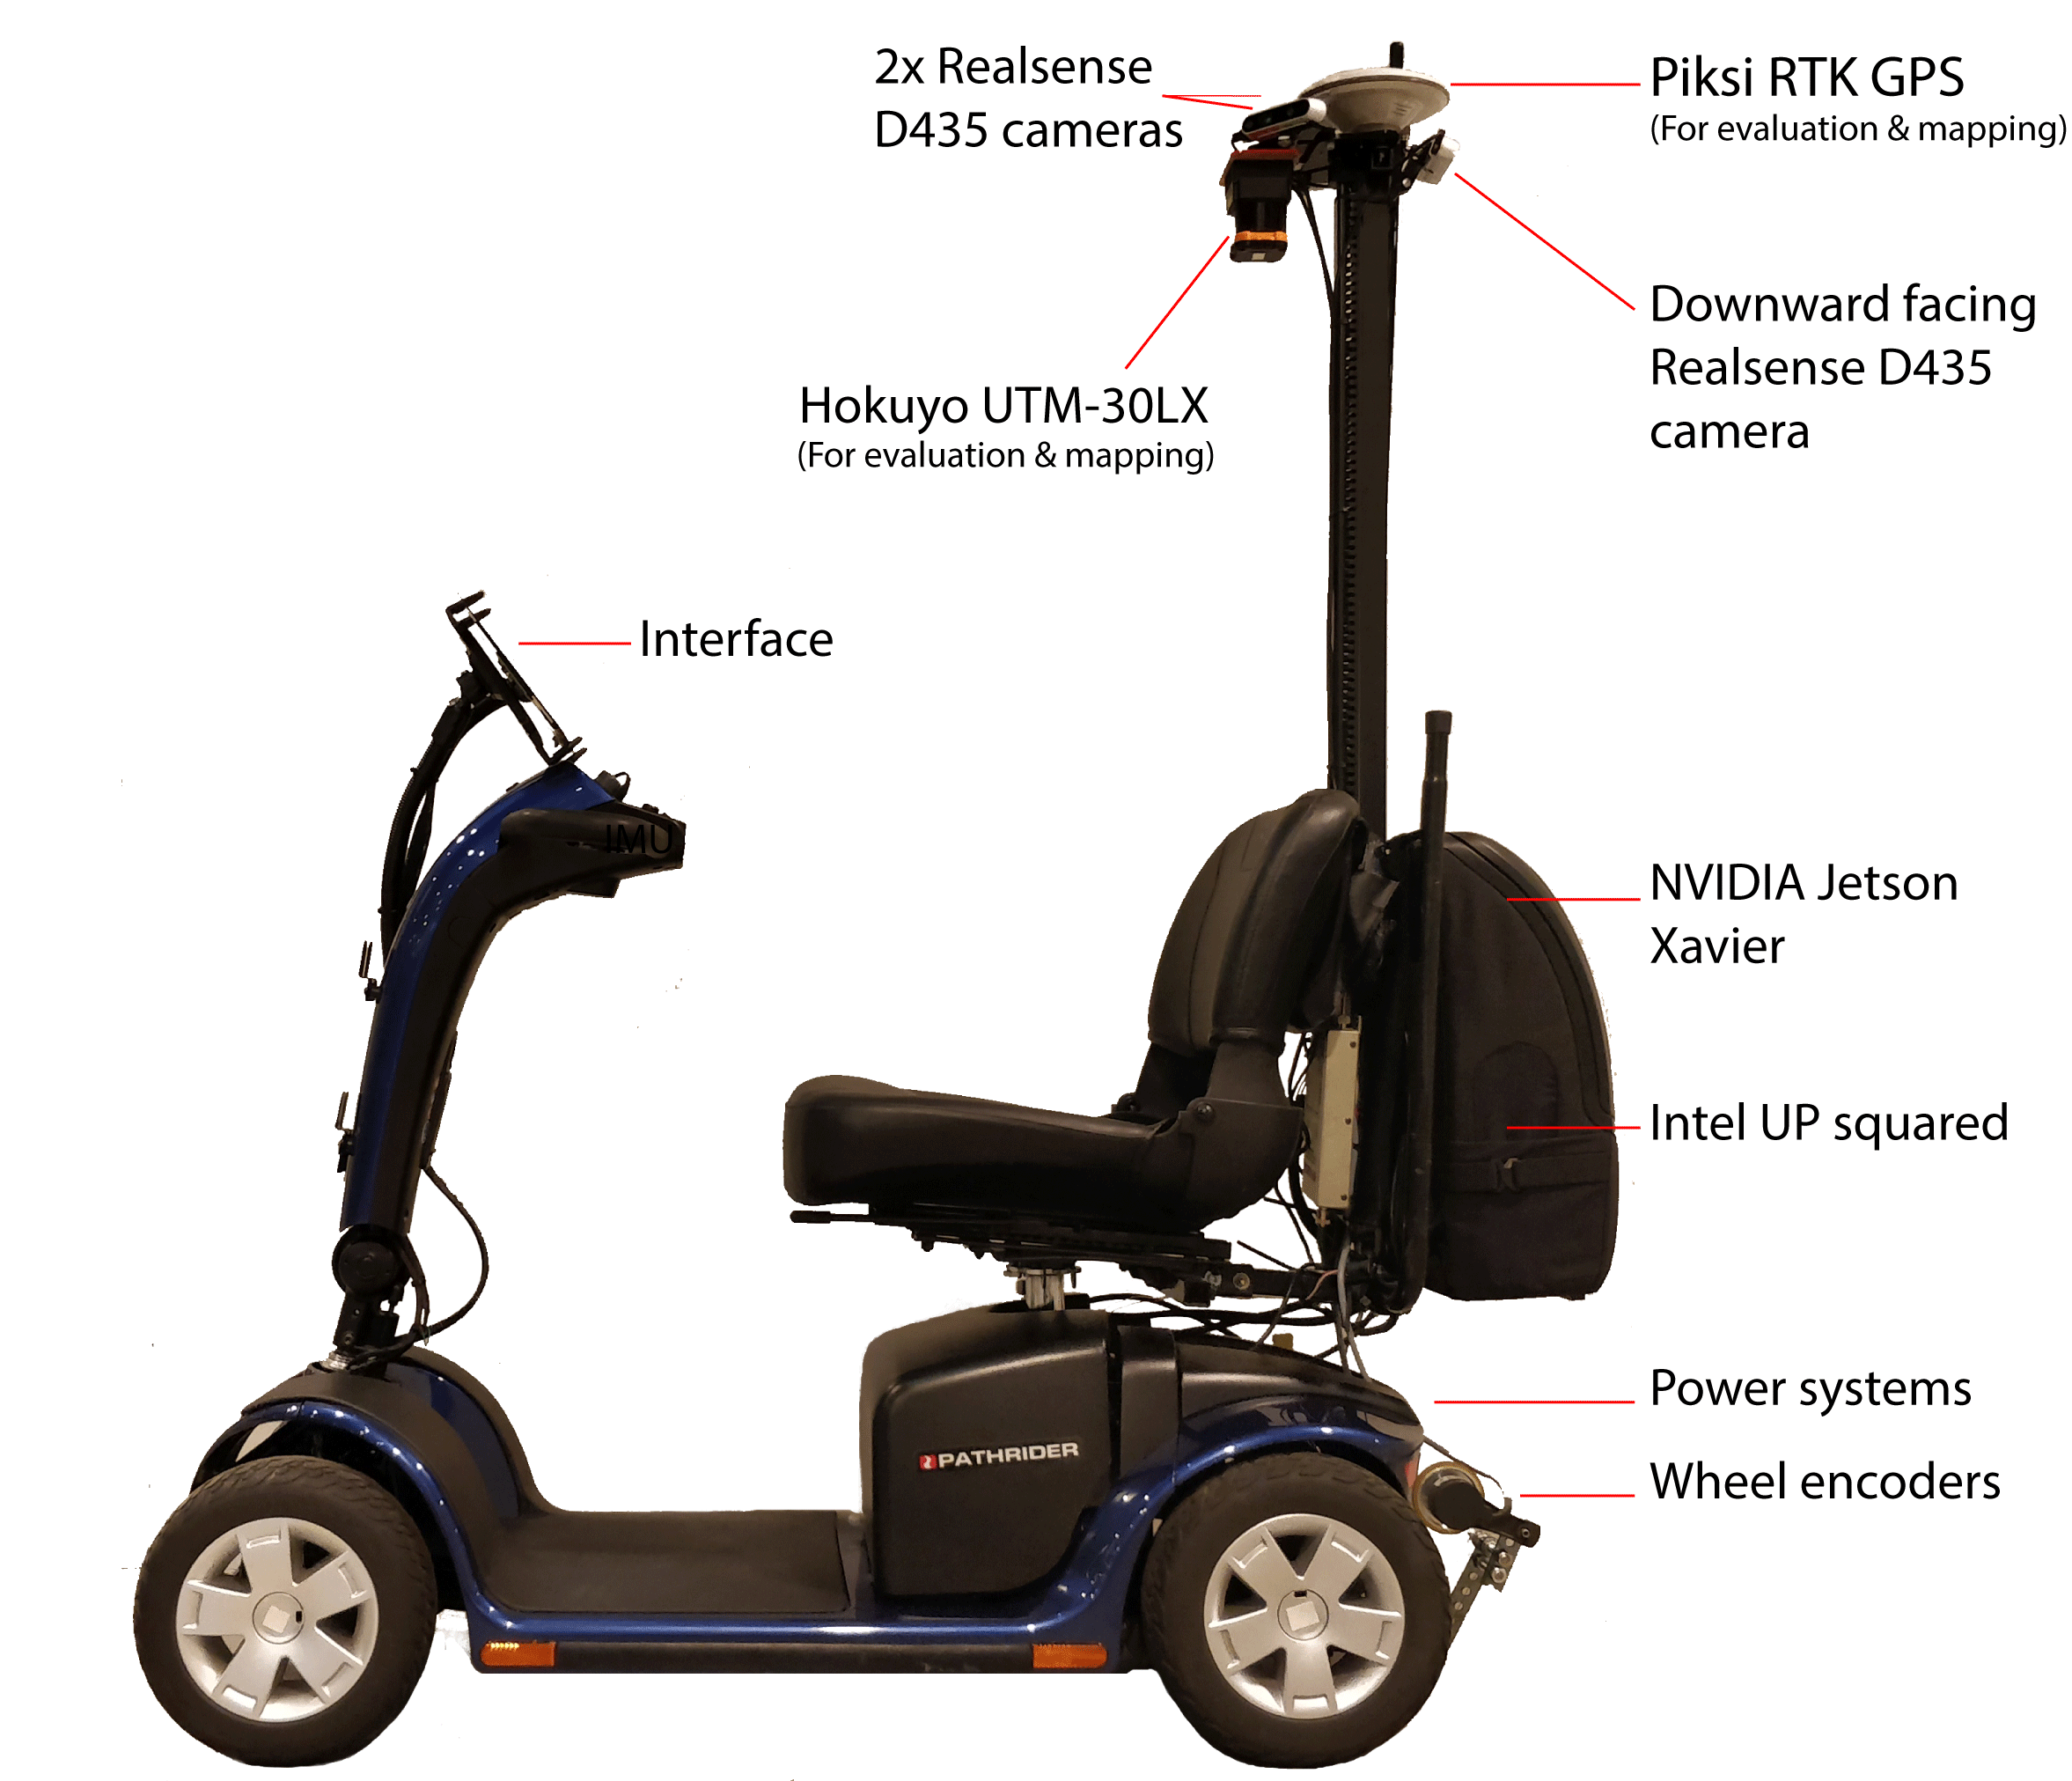 2x Realsense
D435 cameras
Piksi RTK GPS
(For evaluation & mapping)
Downward facing
Realsense D435
camera
Hokuyo UTM-30LX
(For evaluation & mapping)
Interface
IMU
NVIDIA Jetson
Xavier
Intel UP squared
Power systems
PATHRIDER
Wheel encoders